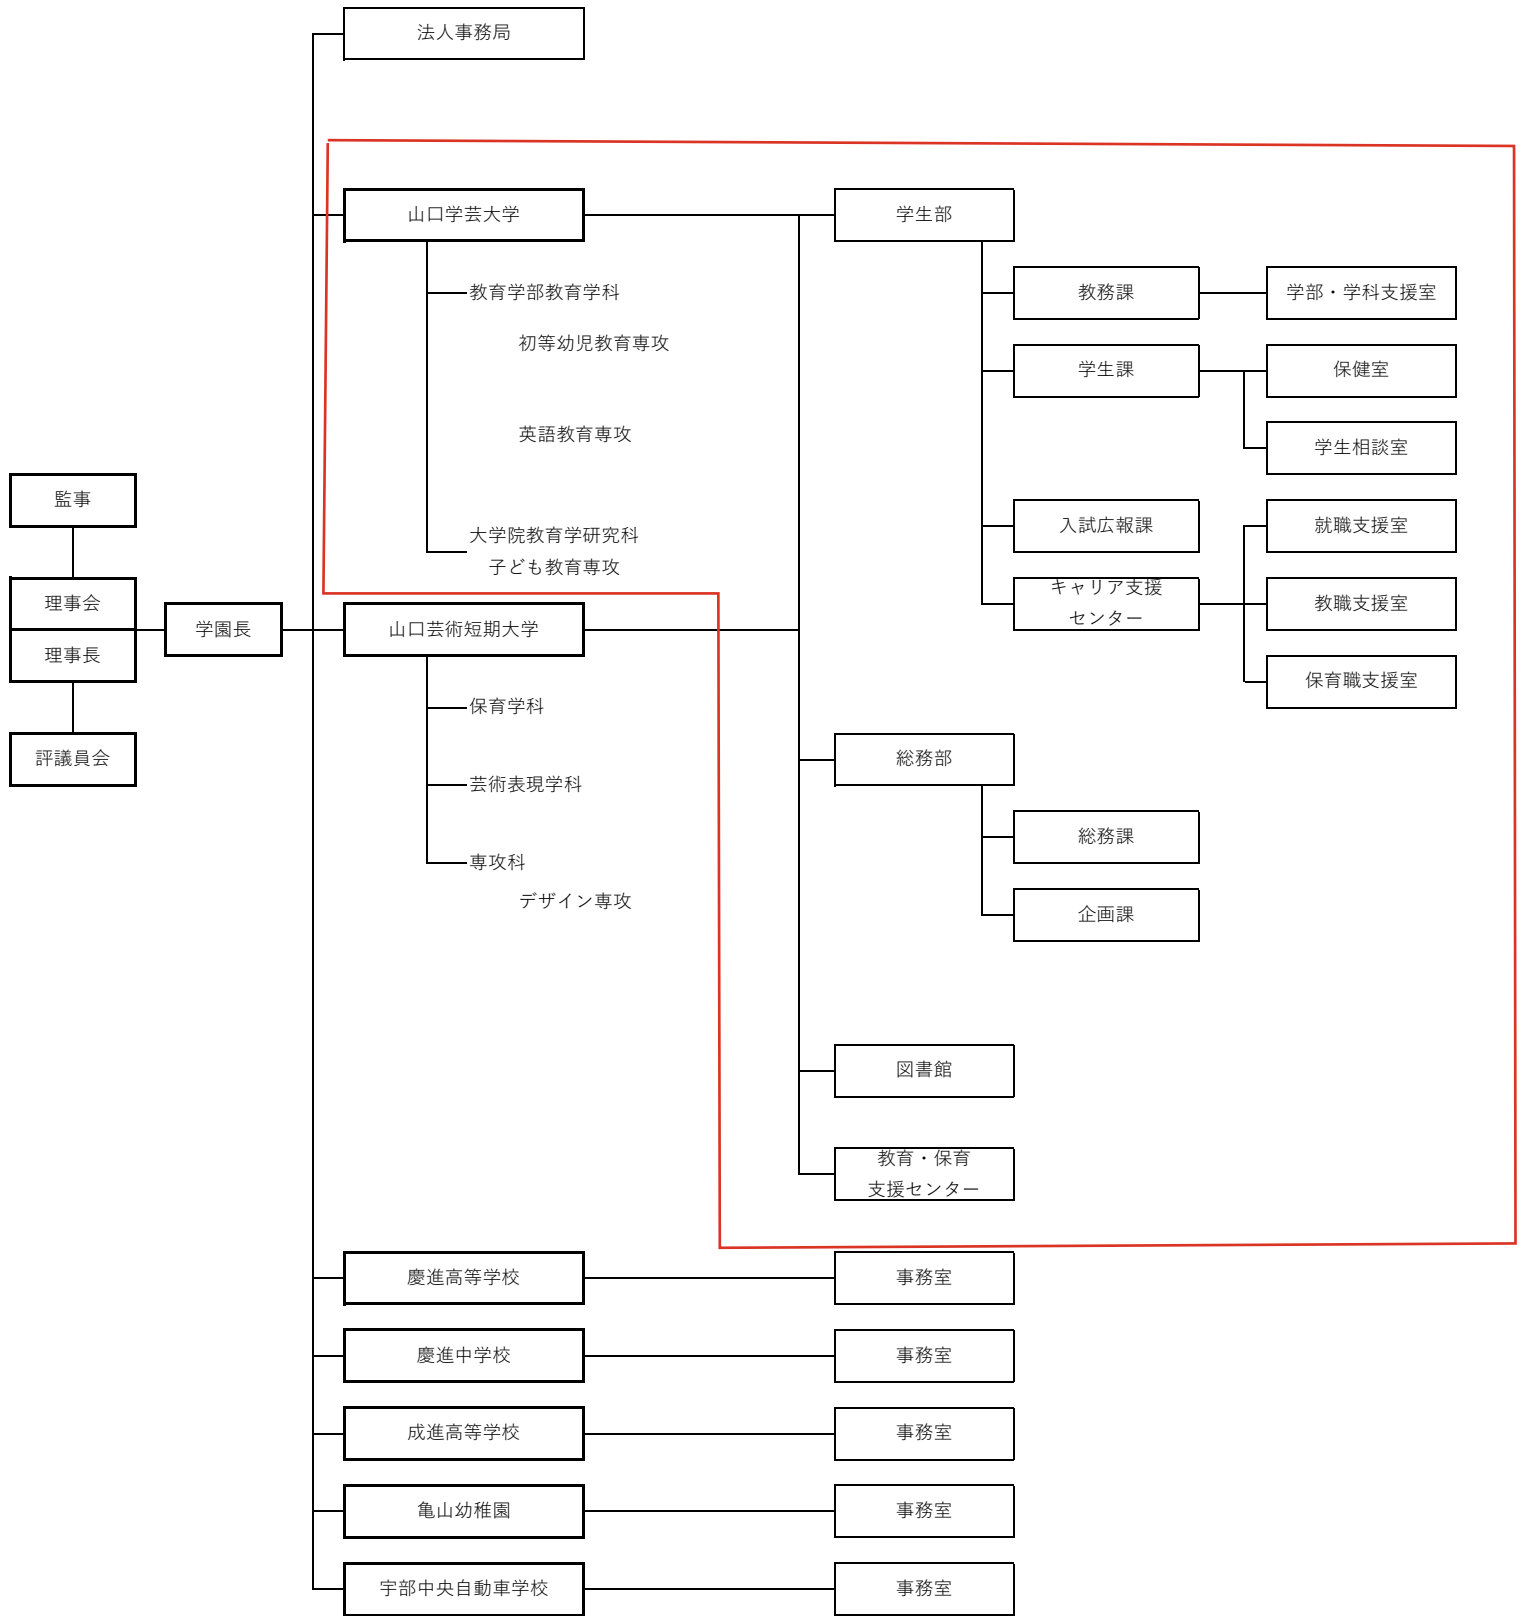 法人事務局
山口学芸大学
学生部
教育学部教育学科
教務課
学部・学科支援室
初等幼児教育専攻
学生課
保健室
英語教育専攻
学生相談室
監事
大学院教育学研究科
子ども教育専攻
入試広報課
就職支援室
理事会
理事長
学園長
山口芸術短期大学
キャリア支援
センター
教職支援室
保育職支援室
保育学科
評議員会
芸術表現学科
総務部
総務課
専攻科
デザイン専攻
企画課
図書館
教育・保育
支援センター
慶進高等学校
事務室
慶進中学校
事務室
成進高等学校
事務室
亀山幼稚園
事務室
宇部中央自動車学校
事務室